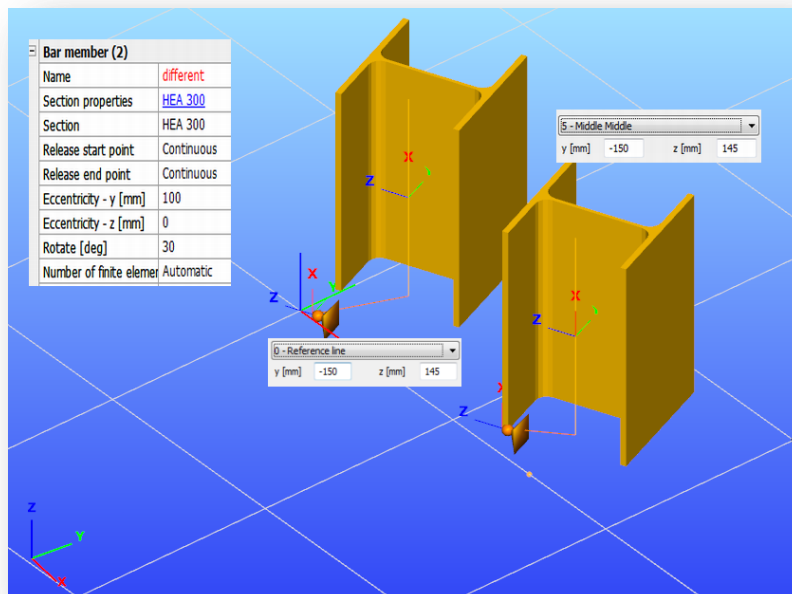 Bar member (2)
Name different
Section properties HEA 300
Section HEA 300
Release start point Continuous
Release end point Continuous
Eccentricity - y [mm] 100
Eccentricity - z [mm] 0
Rotate [deg] 30
Number of finite elemer Automatic
5 - Middle Middle
y [mm] -150 z [mm] 145
X
Z
Y
X
Z
Y
X
Z
Y
0 - Reference line
y [mm] -150 z [mm] 145
X
Z
Z
Y
X